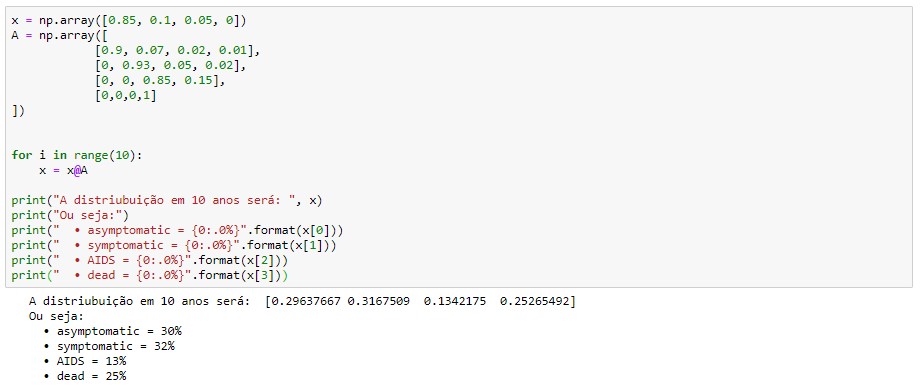 x = np.array([0.85, 0.1, 0.05, 0])
A = np.array([
            [0.9, 0.07, 0.02, 0.01],
            [0, 0.93, 0.05, 0.02],
            [0, 0, 0.85, 0.15],
            [0,0,0,1]
])
for i in range(10):
    x = x@A
print("A distriubuição em 10 anos será: ", x)
print("Ou seja:")
print("  • asymptomatic = {0:.0%}".format(x[0]))
print("  • symptomatic = {0:.0%}".format(x[1]))
print("  • AIDS = {0:.0%}".format(x[2]))
print("  • dead = {0:.0%}".format(x[3]))
A distriubuição em 10 anos será:  [0.29637667 0.3167509  0.1342175  0.25265492]
Ou seja:
  • asymptomatic = 30%
  • symptomatic = 32%
  • AIDS = 13%
  • dead = 25%